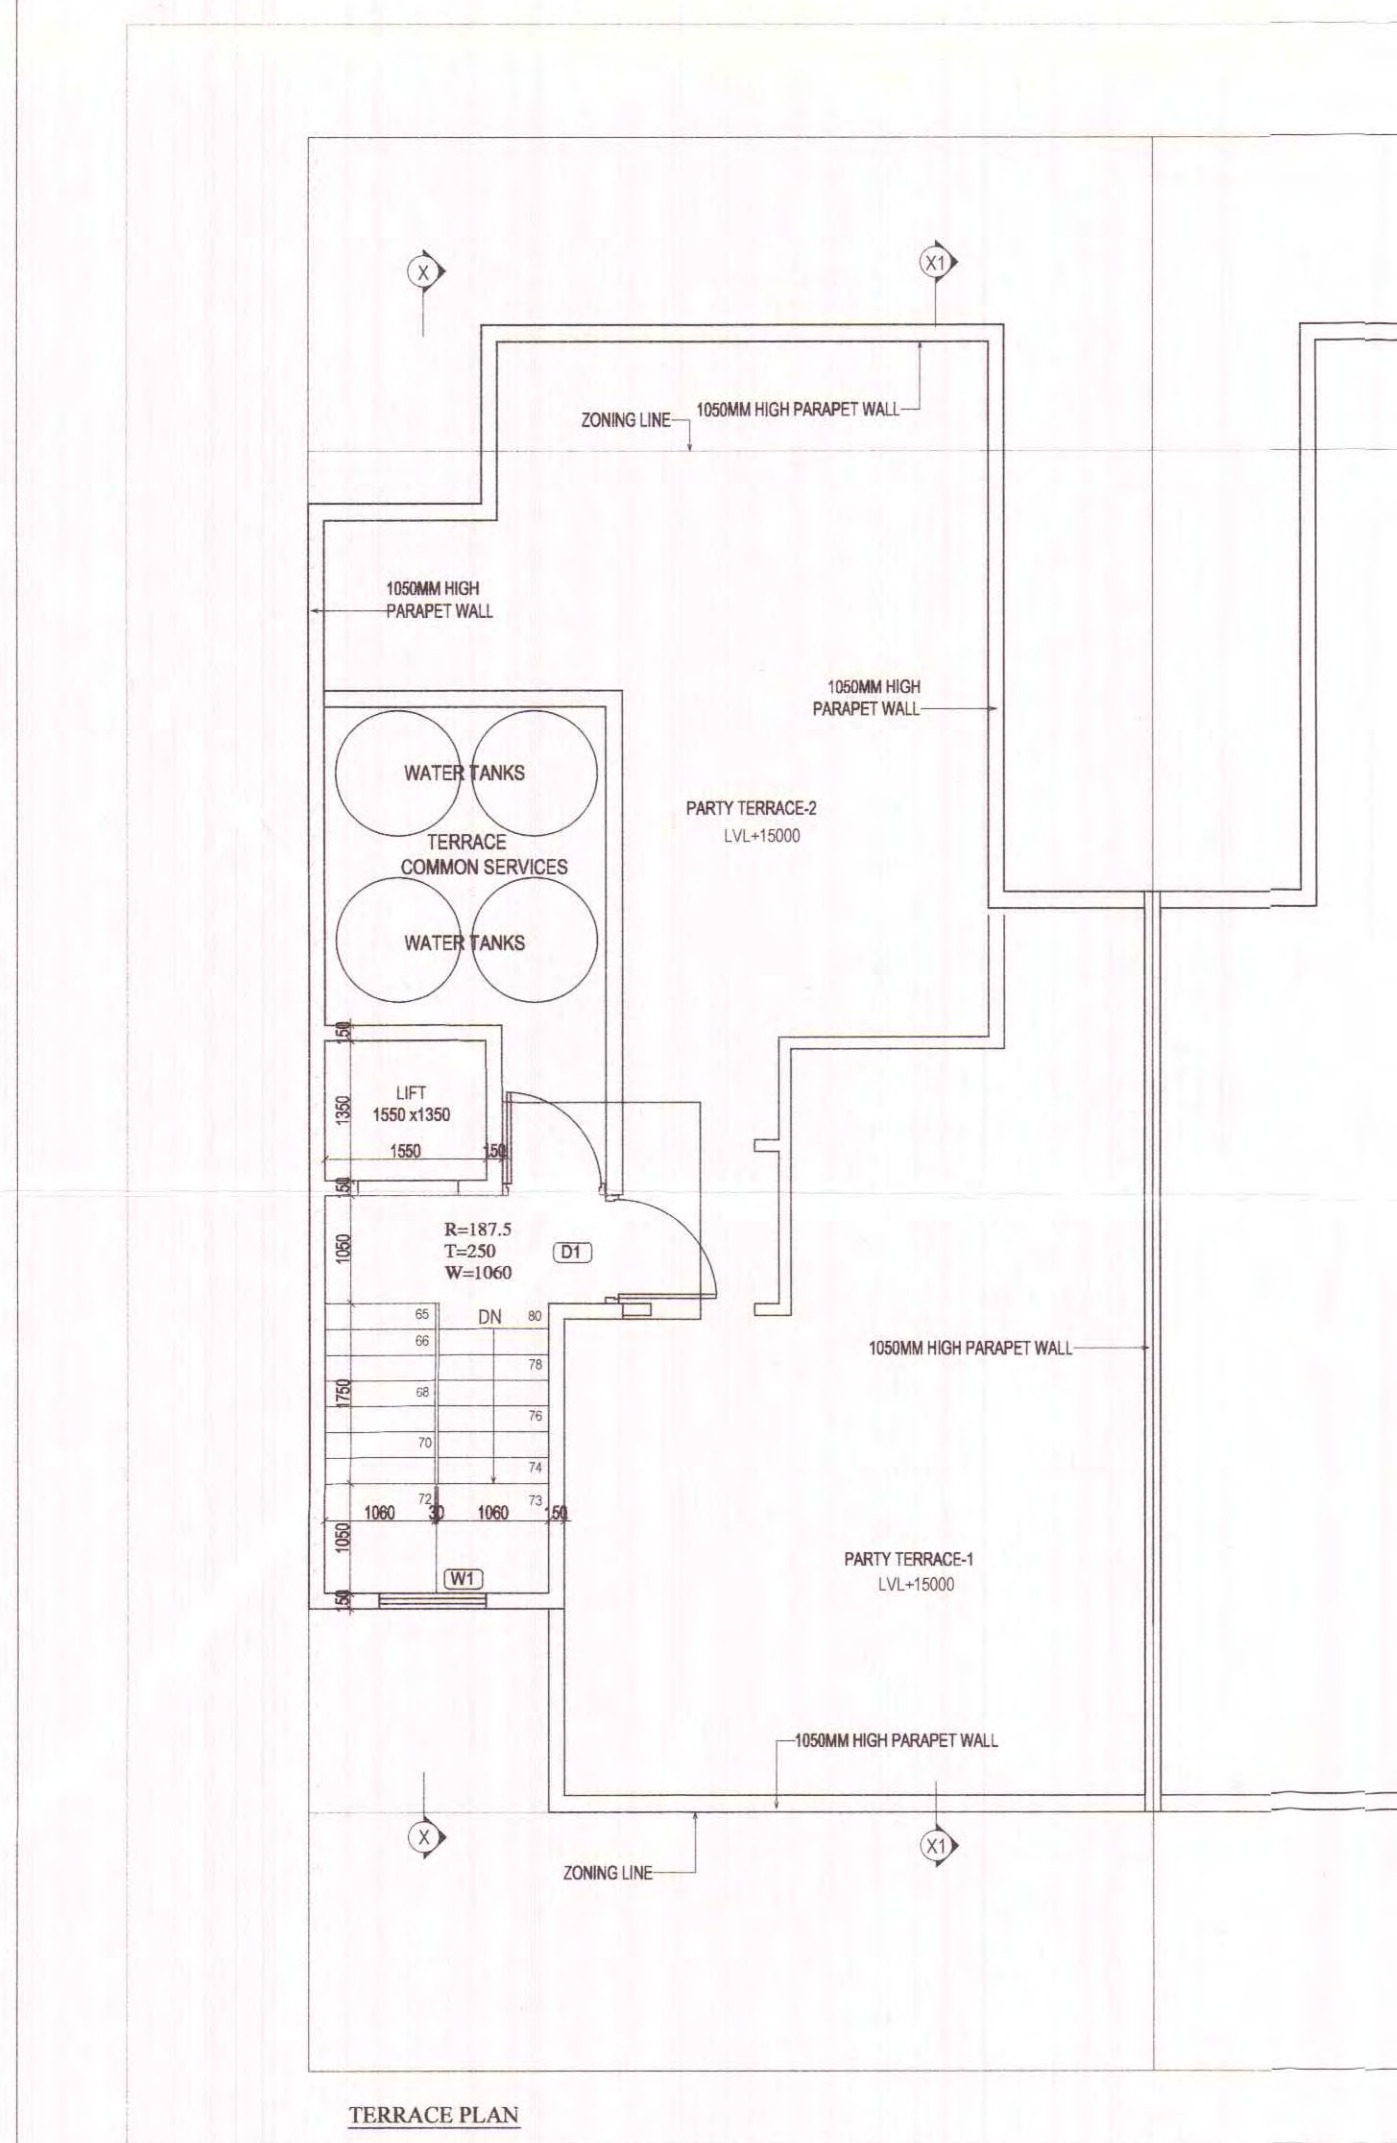 X
X1
ZONING LINE
1050MM HIGH PARAPET WALL
1050MM HIGH
PARAPET WALL
1050MM HIGH
PARAPET WALL
WATER TANKS
PARTY TERRACE-2
LVL+15000
TERRACE
COMMON SERVICES
WATER TANKS
150
LIFT
1550 x1350
1350
1550
150
150
R=187.5
T=250
W=1060
D1
1050
65
DN
80
66
78
68
1750
76
70
74
72
73
1060
30
1060
150
1050
W1
150
1050MM HIGH PARAPET WALL
PARTY TERRACE-1
LVL+15000
1050MM HIGH PARAPET WALL
X
X1
ZONING LINE
TERRACE PLAN